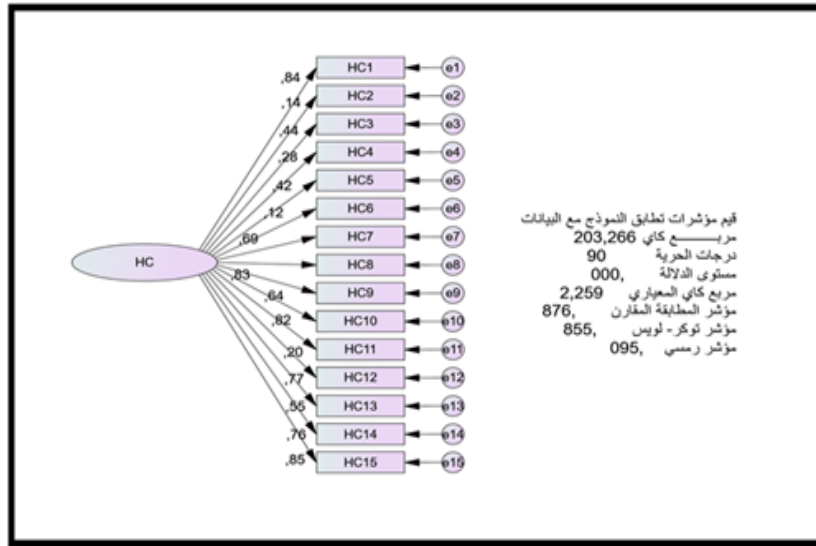 HC
,84
HC1
e1
,14
HC2
e2
,44
HC3
e3
,28
HC4
e4
,42
HC5
e5
,12
HC6
e6
,69
HC7
e7
HC8
e8
,83
HC9
e9
,64
HC10
e10
,82
HC11
e11
,20
HC12
e12
,77
HC13
e13
,55
HC14
e14
,76
HC15
e15
,85
قيم مؤشرات تطابق النموذج مع البيانات
مربـــــــع كاي 203,266
درجات الحرية 90
مستوى الدلالة ,000
مربع كاي المعياري 2,259
مؤشر المطابقة المقارن ,876
مؤشر توكر- لويس ,855
مؤشر رمسي ,095